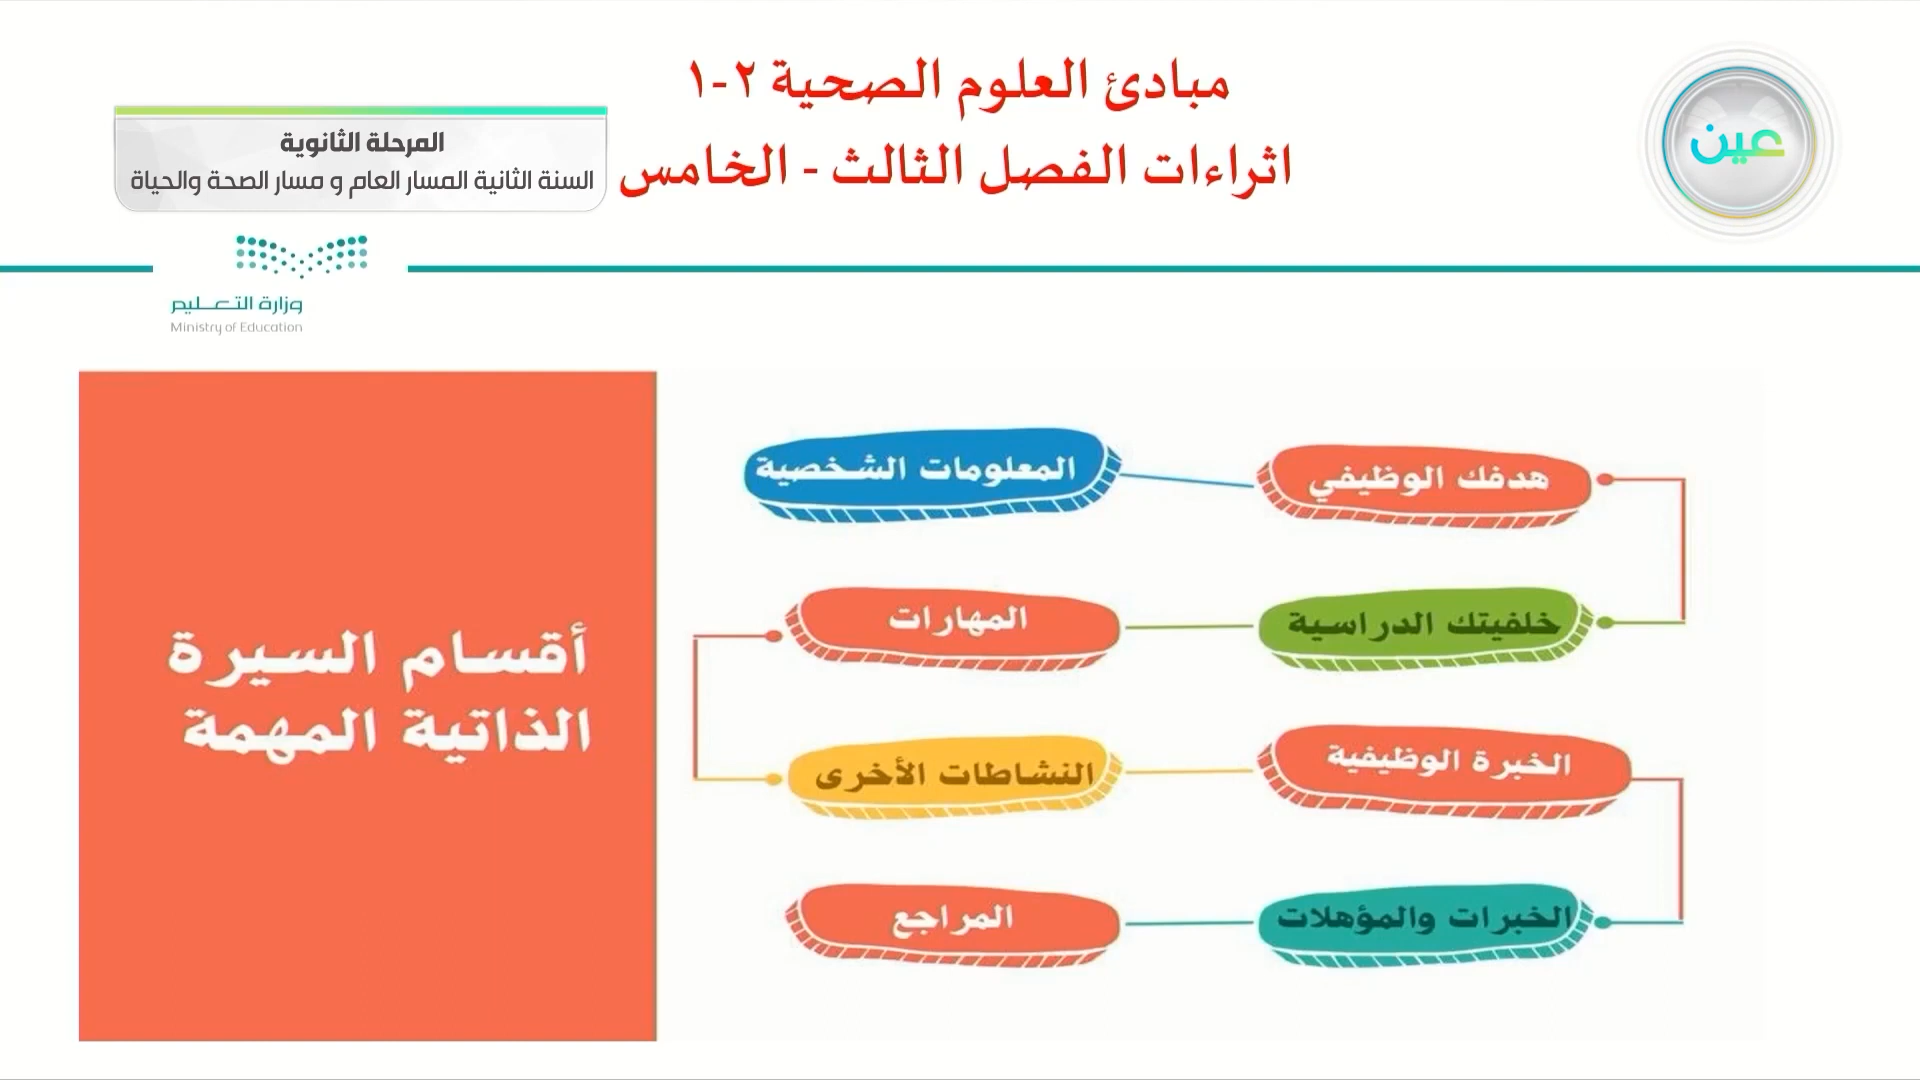 مبادئ العلوم الصحية ٢-١
اثراءات الفصل الثالث - الخامس
عين
المرحلة الثانوية
السنة الثانية المسار العام و مسار الصحة والحياة
وزارة التعليم
Ministry of Education
أقسام السيرة
الذاتية المهمة
المعلومات الشخصية
هدفك الوظيفي
خلفيتك الدراسية
المهارات
النشاطات الأخرى
الخبرة الوظيفية
الخبرات والمؤهلات
المراجع